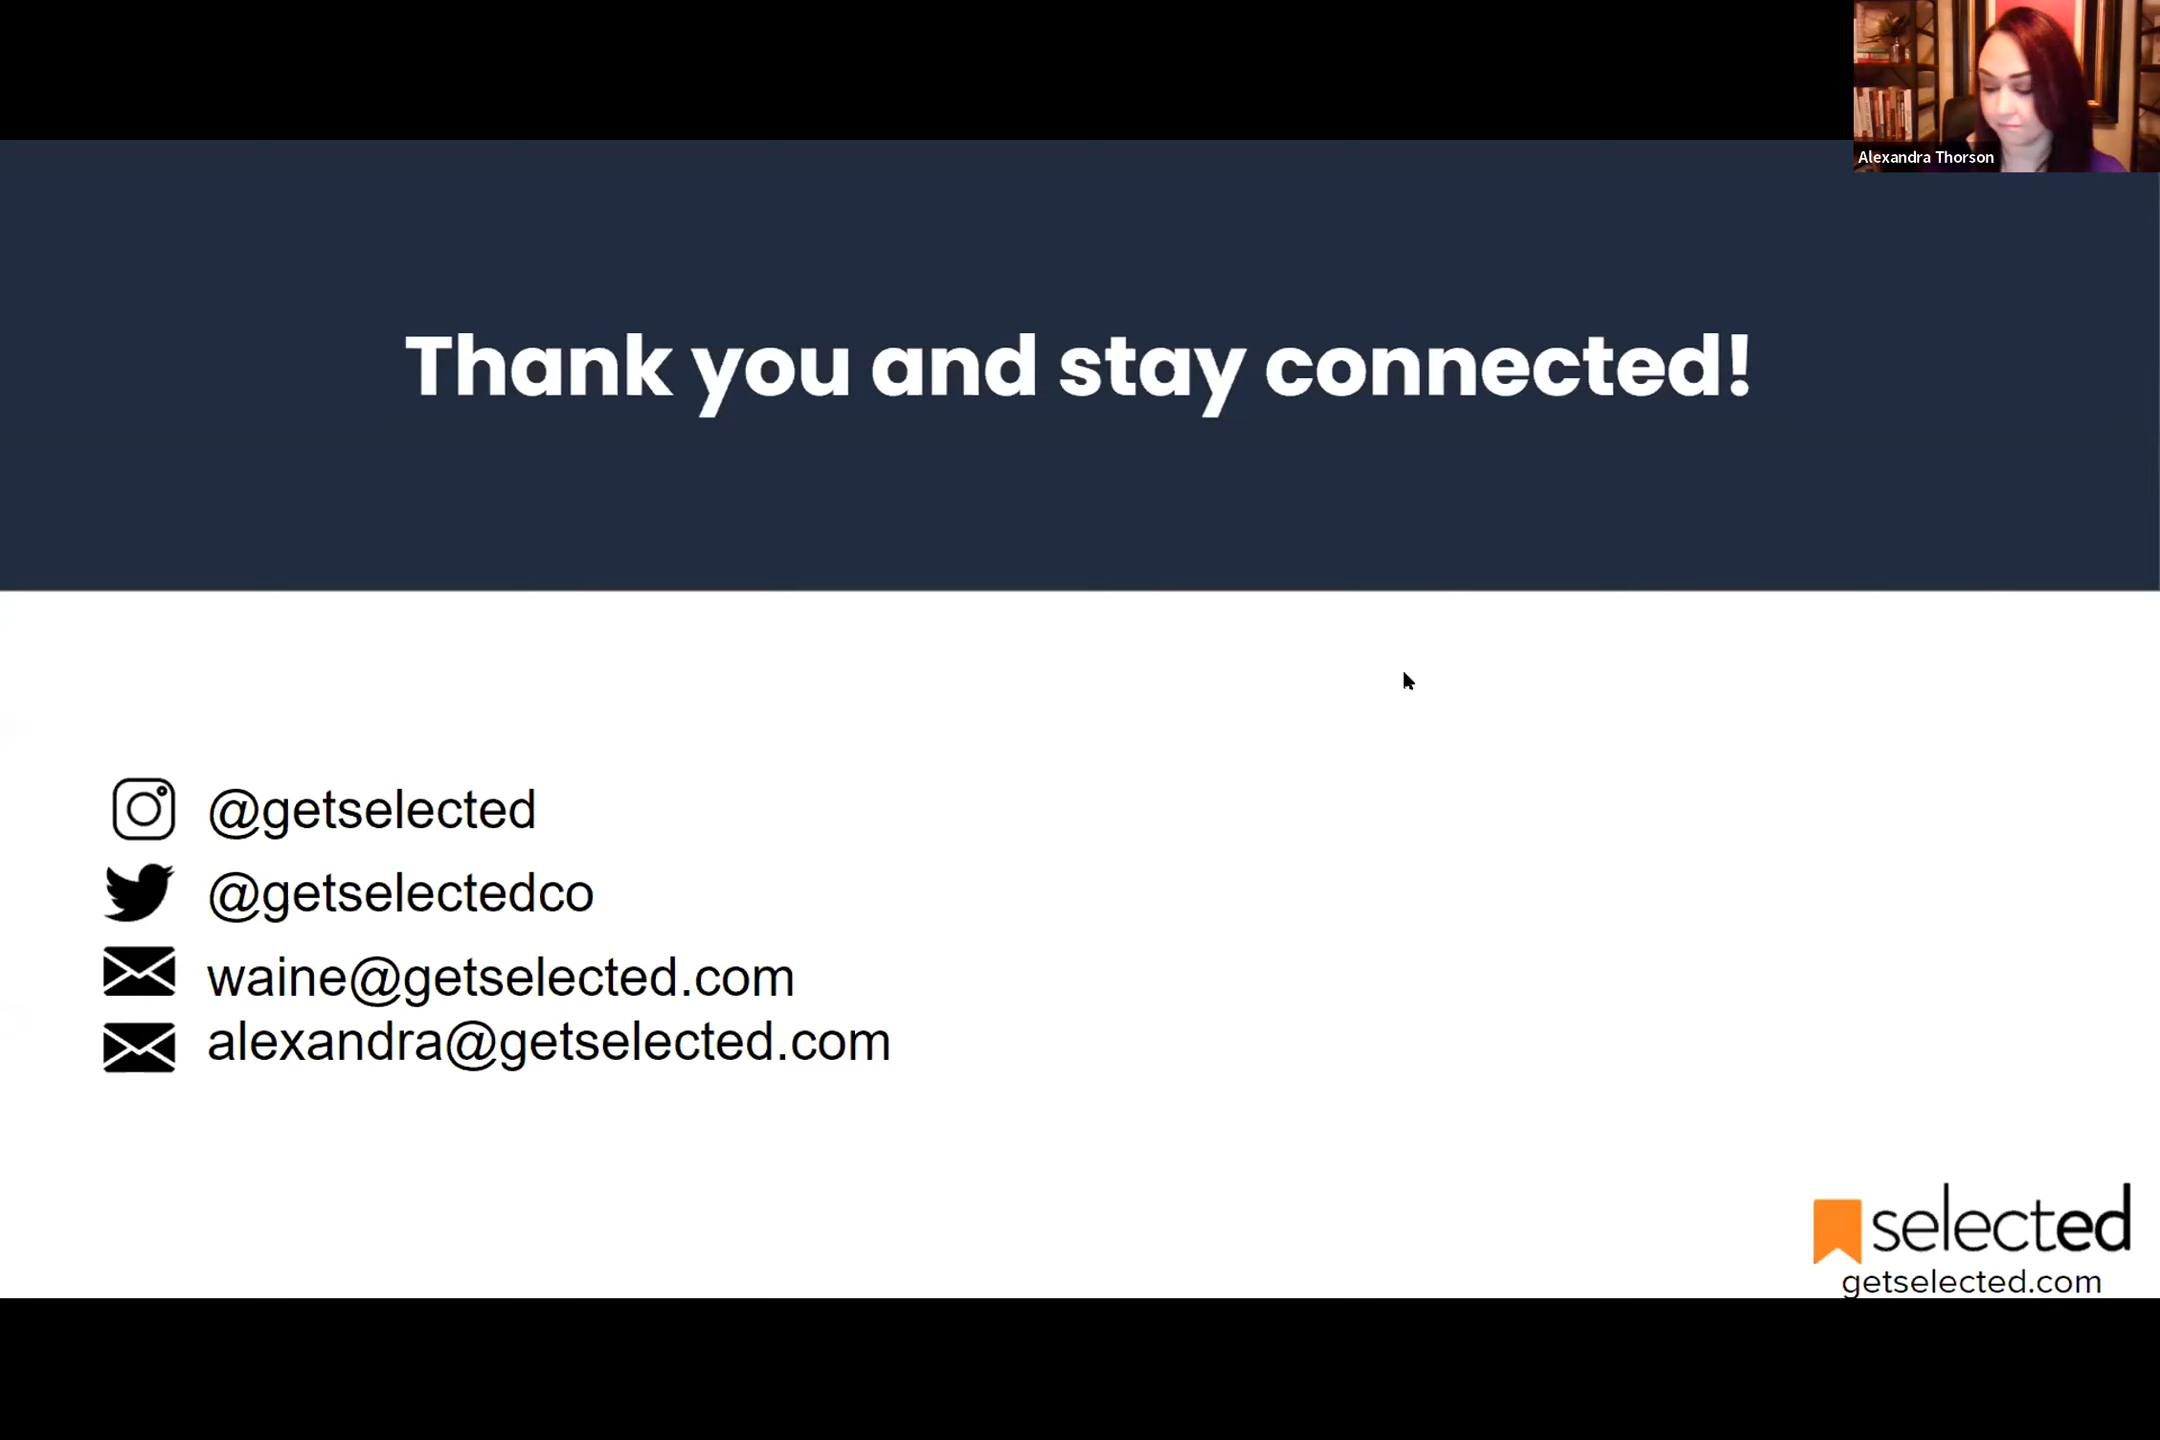 Alexandra Thorson
Thank you and stay connected!
@getselected
@getselectedco
waine@getselected.com
alexandra@getselected.com
selected
getselected.com